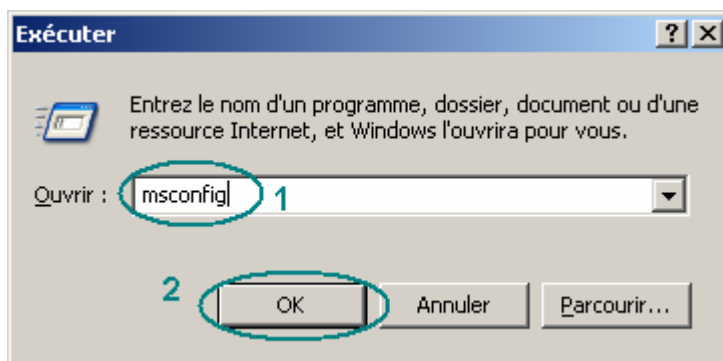 Exécuter
Entrez le nom d'un programme, dossier, document ou d'une
ressource Internet, et Windows l'ouvrira pour vous.
Ouvrir : msconfig 1
2 OK Annuler Parcourir...